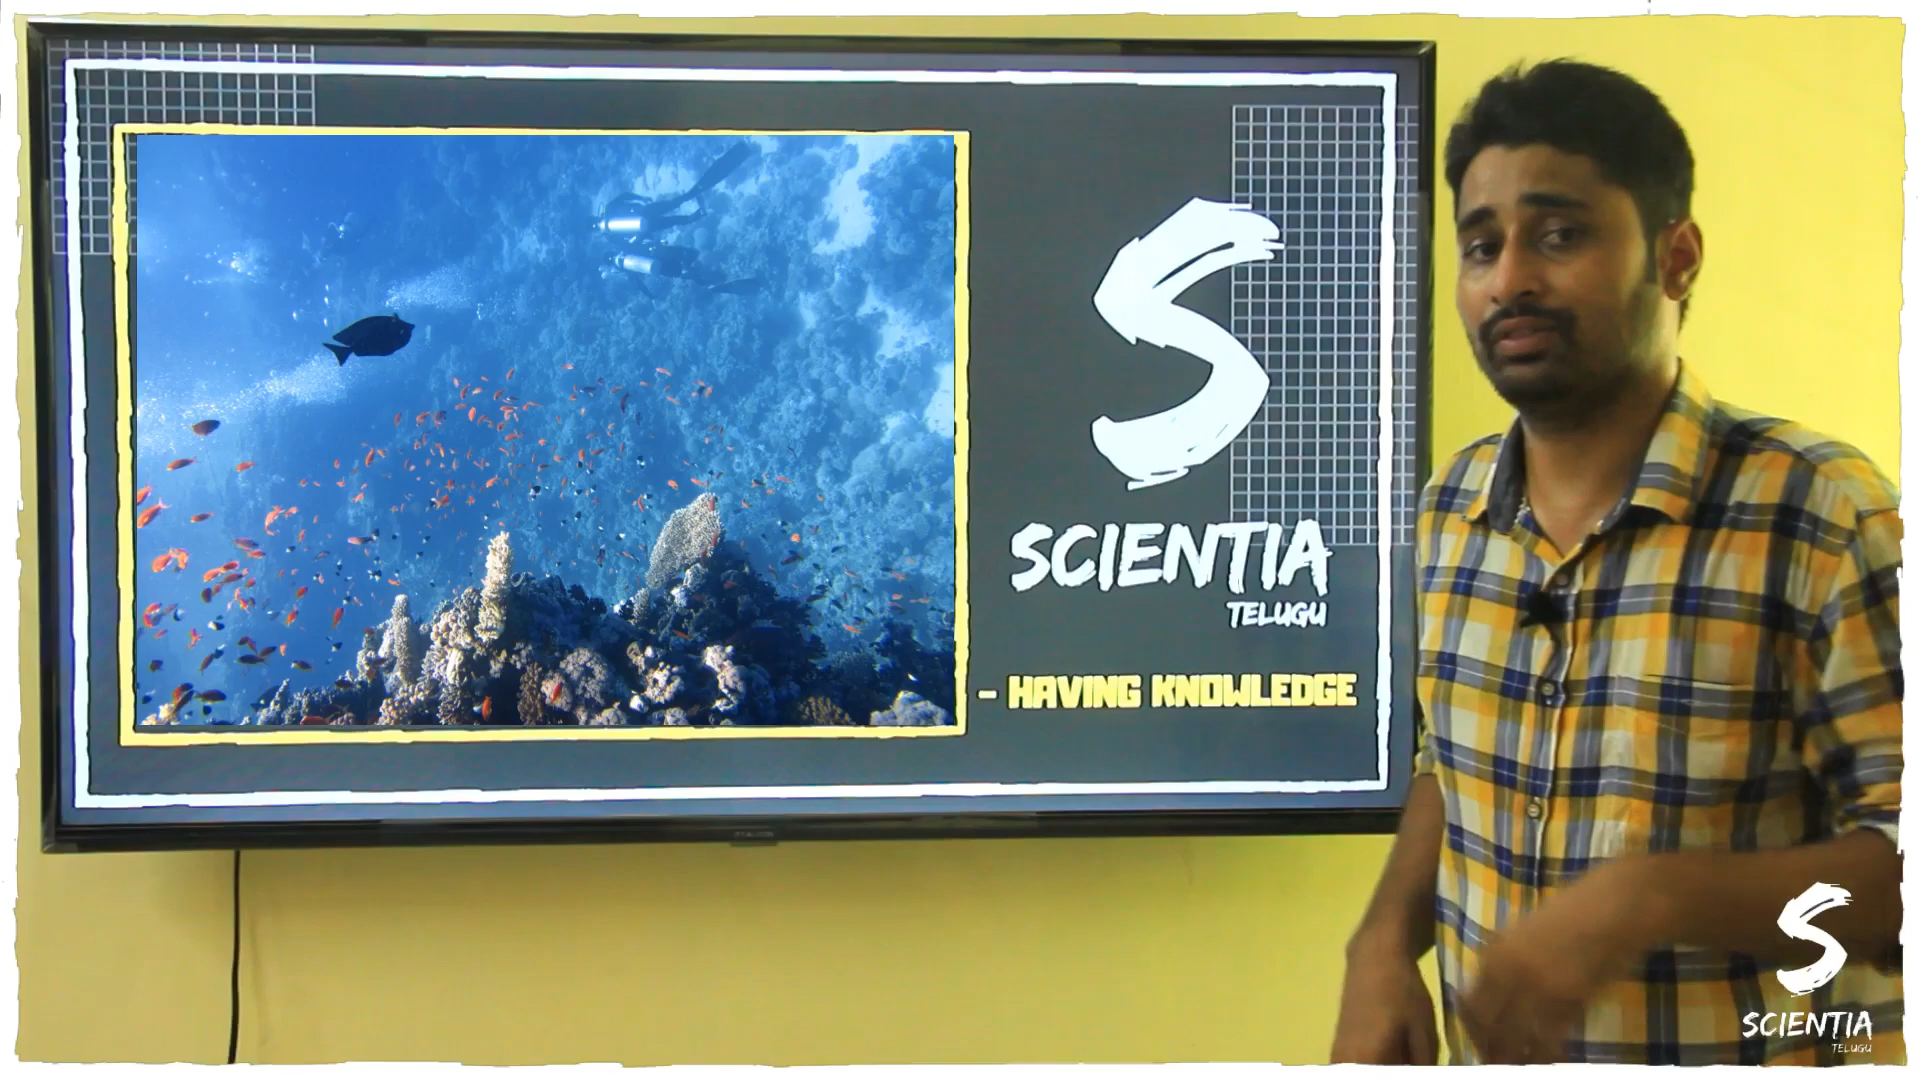 S
SCIENTIA
TELUGU
- HAVING KNOWLEDGE
S
SCIENTIA
TELUGU